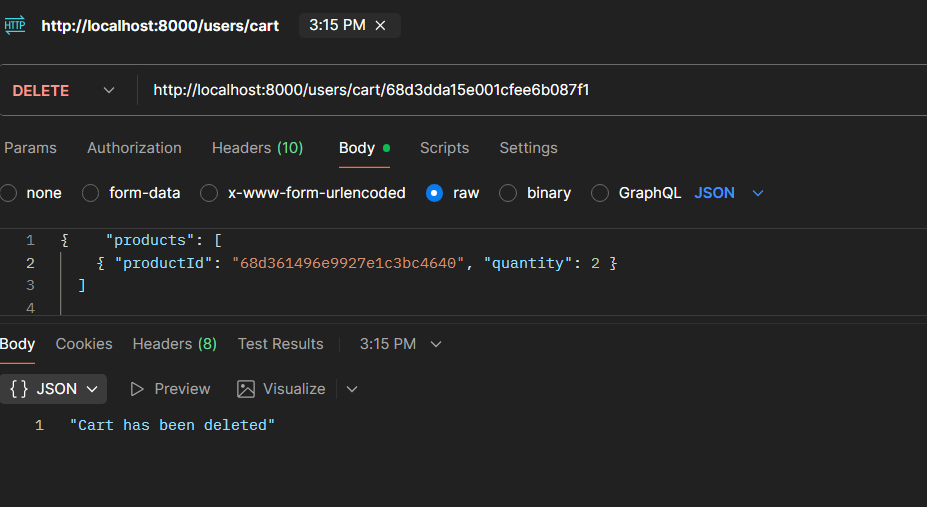 HTTP http://localhost:8000/users/cart 3:15 PM ×
DELETE http://localhost:8000/users/cart/68d3dda15e001cfee6b087f1
Params Authorization Headers (10) Body Scripts Settings
none form-data x-www-form-urlencoded raw binary GraphQL JSON
1 { "products": [
2 { "productId": "68d361496e9927e1c3bc4640", "quantity": 2 }
3 ]
4
Body Cookies Headers (8) Test Results 3:15 PM
{} JSON Preview Visualize
1 "Cart has been deleted"